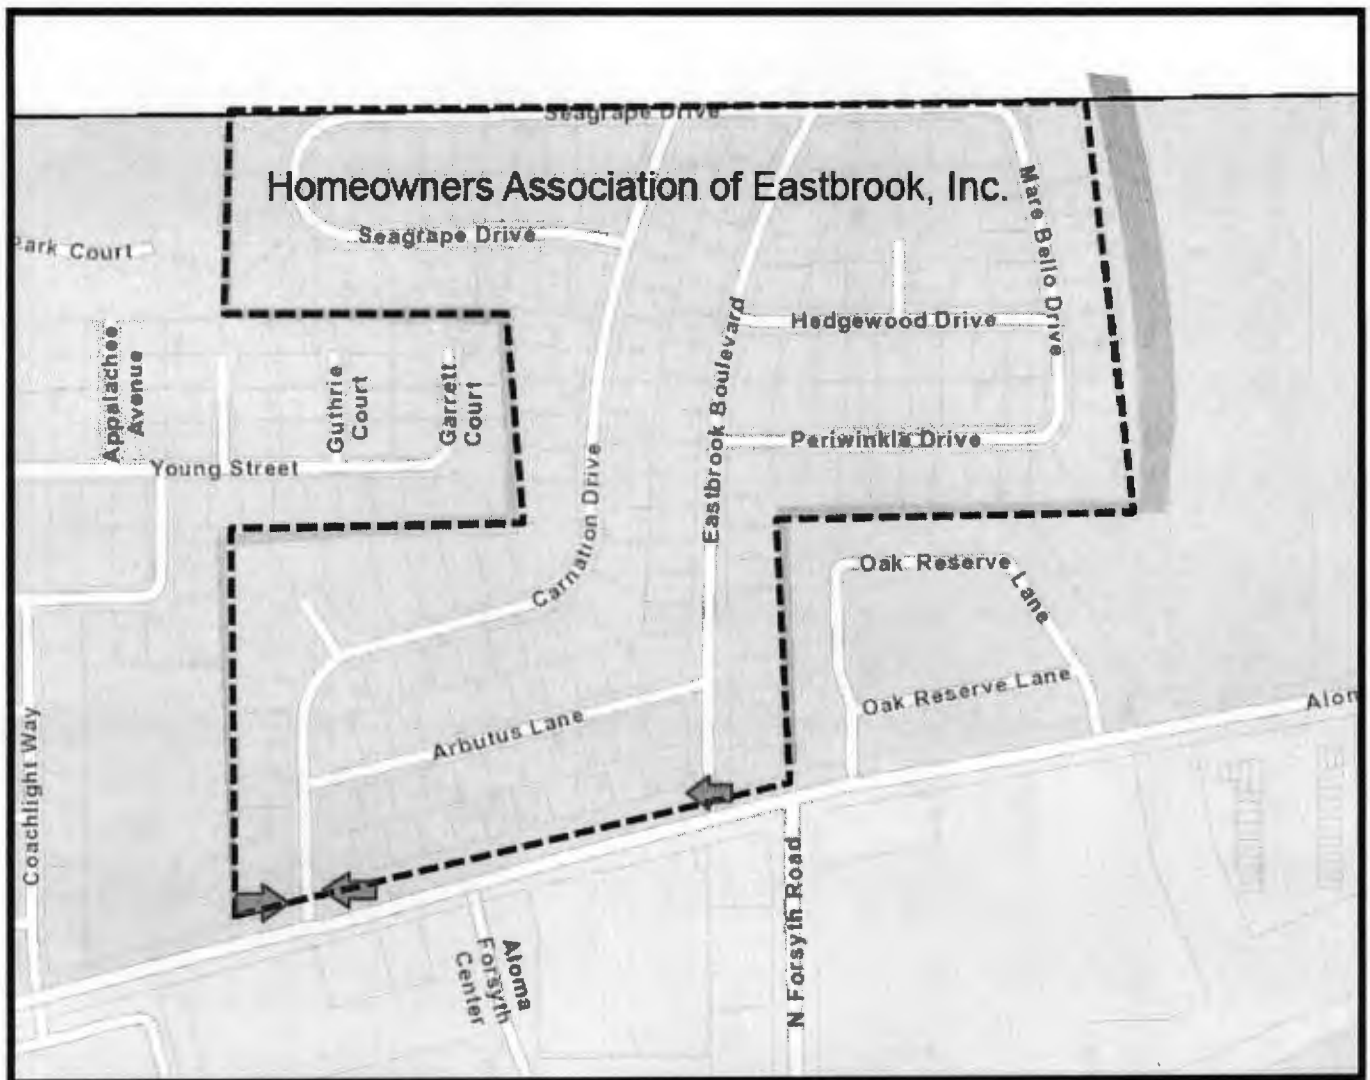 Seagrape Drive
Homeowners Association of Eastbrook, Inc.
Mare Bello Drive
Seagrape Drive
Park Court
Hedgewood Drive
Eastbrook Boulevard
Appalachee
Avenue
Guthrie
Court
Garrett
Court
Periwinkle Drive
Young Street
Carnation Drive
Oak Reserve
Lane
Oak Reserve Lane
Arbutus Lane
Alom
Coachlight Way
N Forsyth Road
Aloma
Forsyth
Center